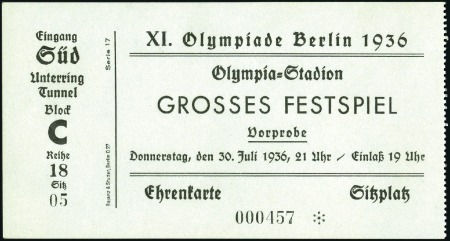 Eingang
Süd
Unterring
Tunnel
Block
C
Reihe
18
Sitz
05
Serie 17
XI. Olympiade Berlin 1936
Olympia-Stadion
GROSSES FESTSPIEL
Vorprobe
Donnerstag, den 30. Juli 1936, 21 Uhr / Einlaß 19 Uhr
Ehrenkarte Sitzplatz
000457 ✻